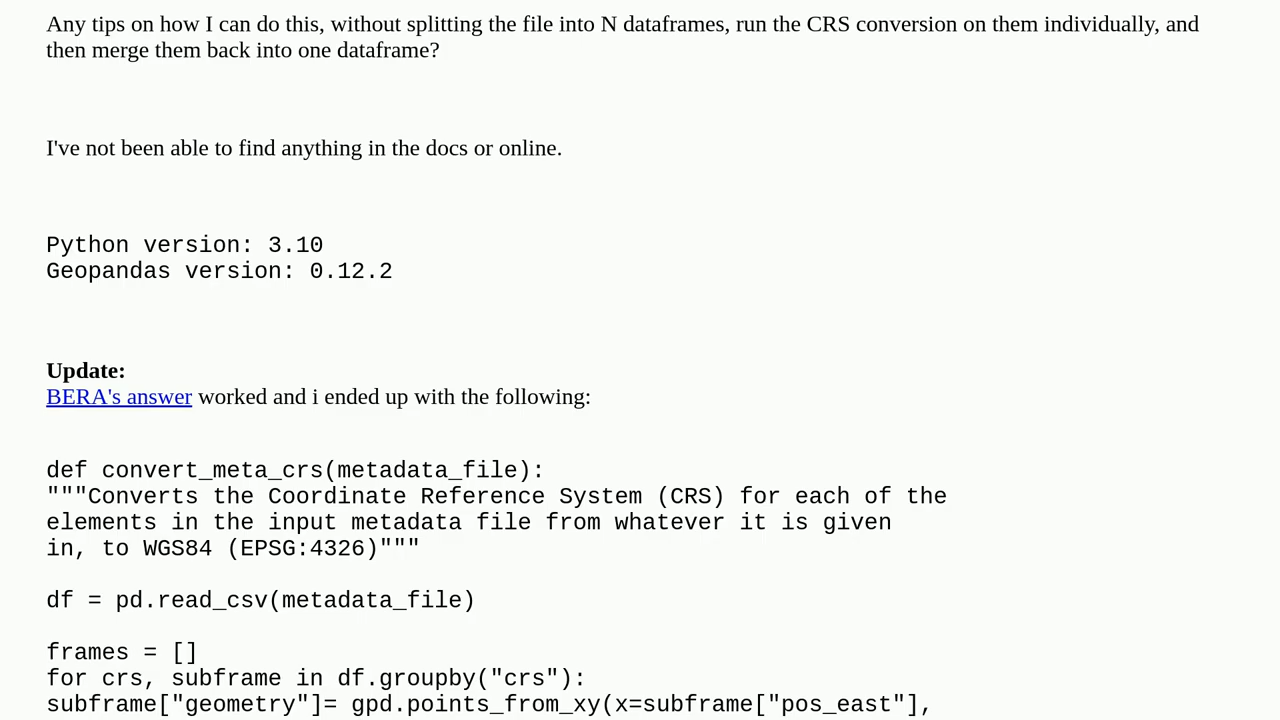 Any tips on how I can do this, without splitting the file into N dataframes, run the CRS conversion on them individually, and
then merge them back into one dataframe?
I've not been able to find anything in the docs or online.
Python version: 3.10
Geopandas version: 0.12.2
Update:
BERA's answer worked and i ended up with the following:
def convert_meta_crs(metadata_file):
"""Converts the Coordinate Reference System (CRS) for each of the
elements in the input metadata file from whatever it is given
in, to WGS84 (EPSG:4326)"""
df = pd.read_csv(metadata_file)
frames = []
for crs, subframe in df.groupby("crs"):
subframe["geometry"]= gpd.points_from_xy(x=subframe["pos_east"],